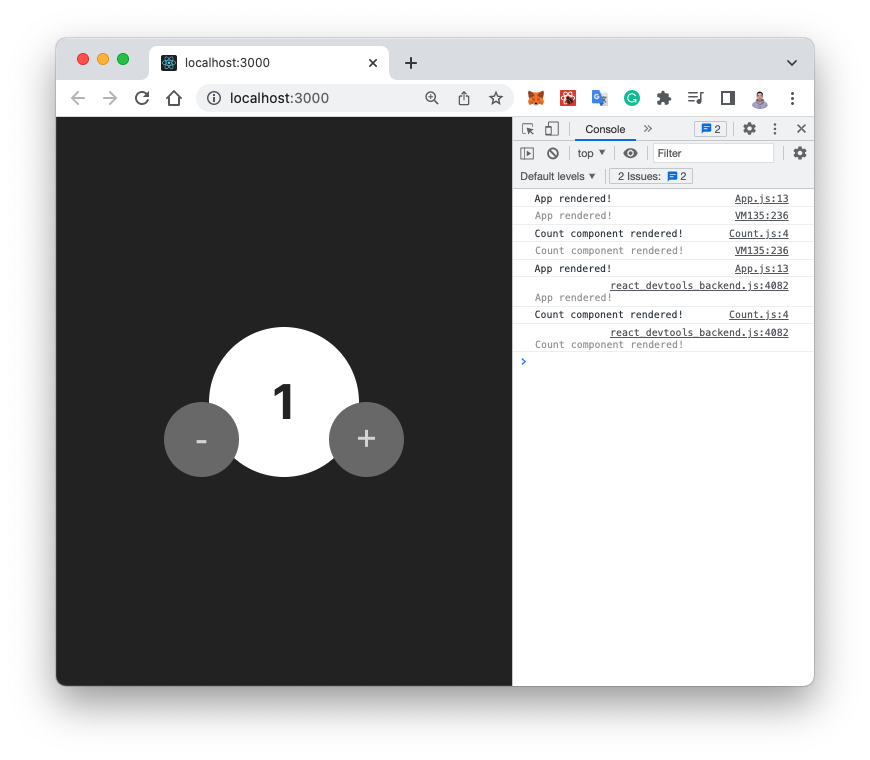 localhost:3000
localhost:3000
Console
2
top
Filter
Default levels
2 Issues: 2
App rendered! App.js:13
App rendered! VM135:236
Count component rendered! Count.js:4
Count component rendered! VM135:236
App rendered! App.js:13
react_devtools_backend.js:4082
App rendered!
Count component rendered! Count.js:4
react_devtools_backend.js:4082
Count component rendered!
1
-
+